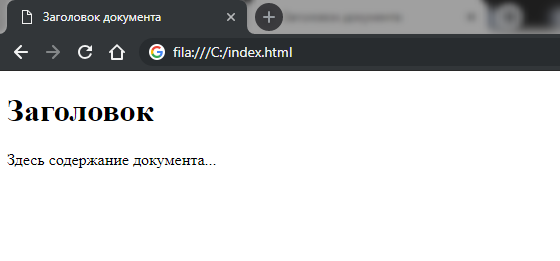 Заголовок документа
fila:///C:/index.html
Заголовок
Здесь содержание документа...